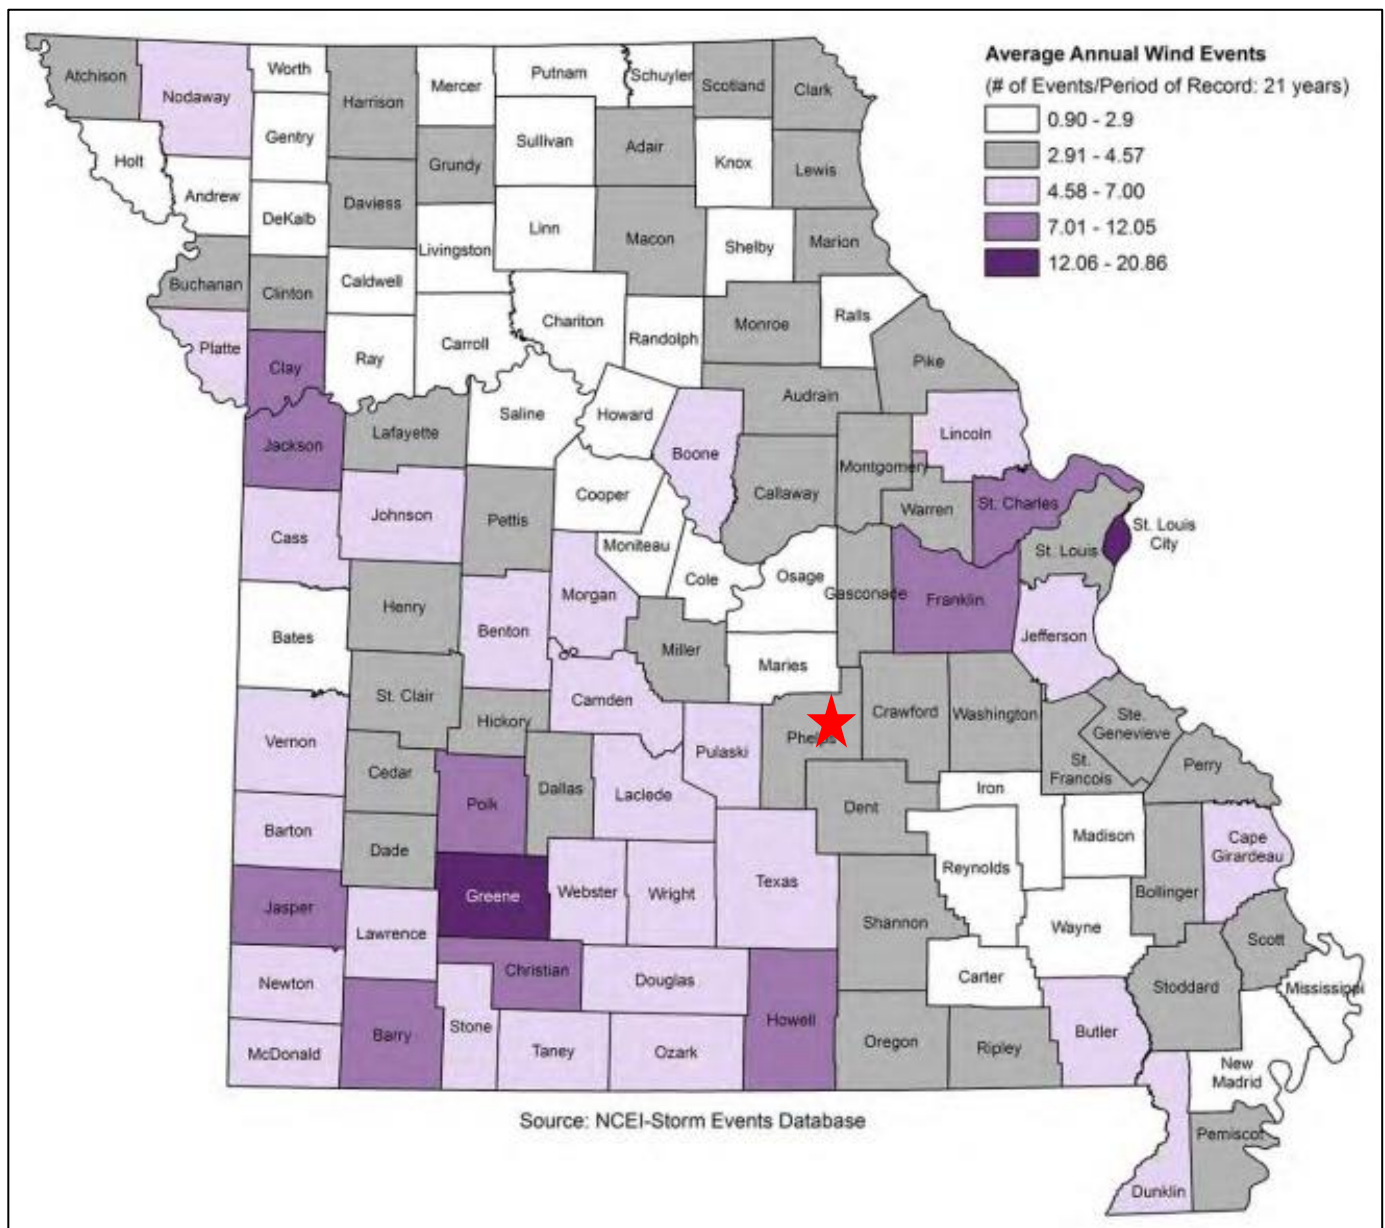 Average Annual Wind Events
(# of Events/Period of Record: 21 years)
0.90 - 2.9
2.91 - 4.57
4.58 - 7.00
7.01 - 12.05
12.06 - 20.86
Atchison
Nodaway
Worth
Harrison
Mercer
Putnam
Schuyler
Scotland
Clark
Holt
Andrew
Gentry
DeKalb
Daviess
Grundy
Sullivan
Adair
Knox
Lewis
Buchanan
Clinton
Caldwell
Livingston
Linn
Macon
Shelby
Marion
Platte
Clay
Ray
Carroll
Chariton
Randolph
Monroe
Ralls
Pike
Audrain
Jackson
Lafayette
Saline
Howard
Boone
Callaway
Montgomery
Lincoln
Warren
St. Charles
St. Louis
St. Louis
City
Cass
Johnson
Pettis
Cooper
Moniteau
Cole
Osage
Gasconade
Franklin
Jefferson
Bates
Henry
Benton
Morgan
Miller
Maries
Camden
St. Clair
Hickory
Vernon
Cedar
Polk
Dallas
Laclede
Pulaski
Phelps
Crawford
Washington
St.
Francois
Ste.
Genevieve
Perry
Barton
Dade
Greene
Webster
Wright
Texas
Dent
Iron
Reynolds
Madison
Bollinger
Cape
Girardeau
Jasper
Lawrence
Christian
Douglas
Howell
Shannon
Carter
Wayne
Scott
Stoddard
Mississippi
Newton
McDonald
Barry
Stone
Taney
Ozark
Oregon
Ripley
Butler
New
Madrid
Pemiscot
Dunklin
Source: NCEI-Storm Events Database